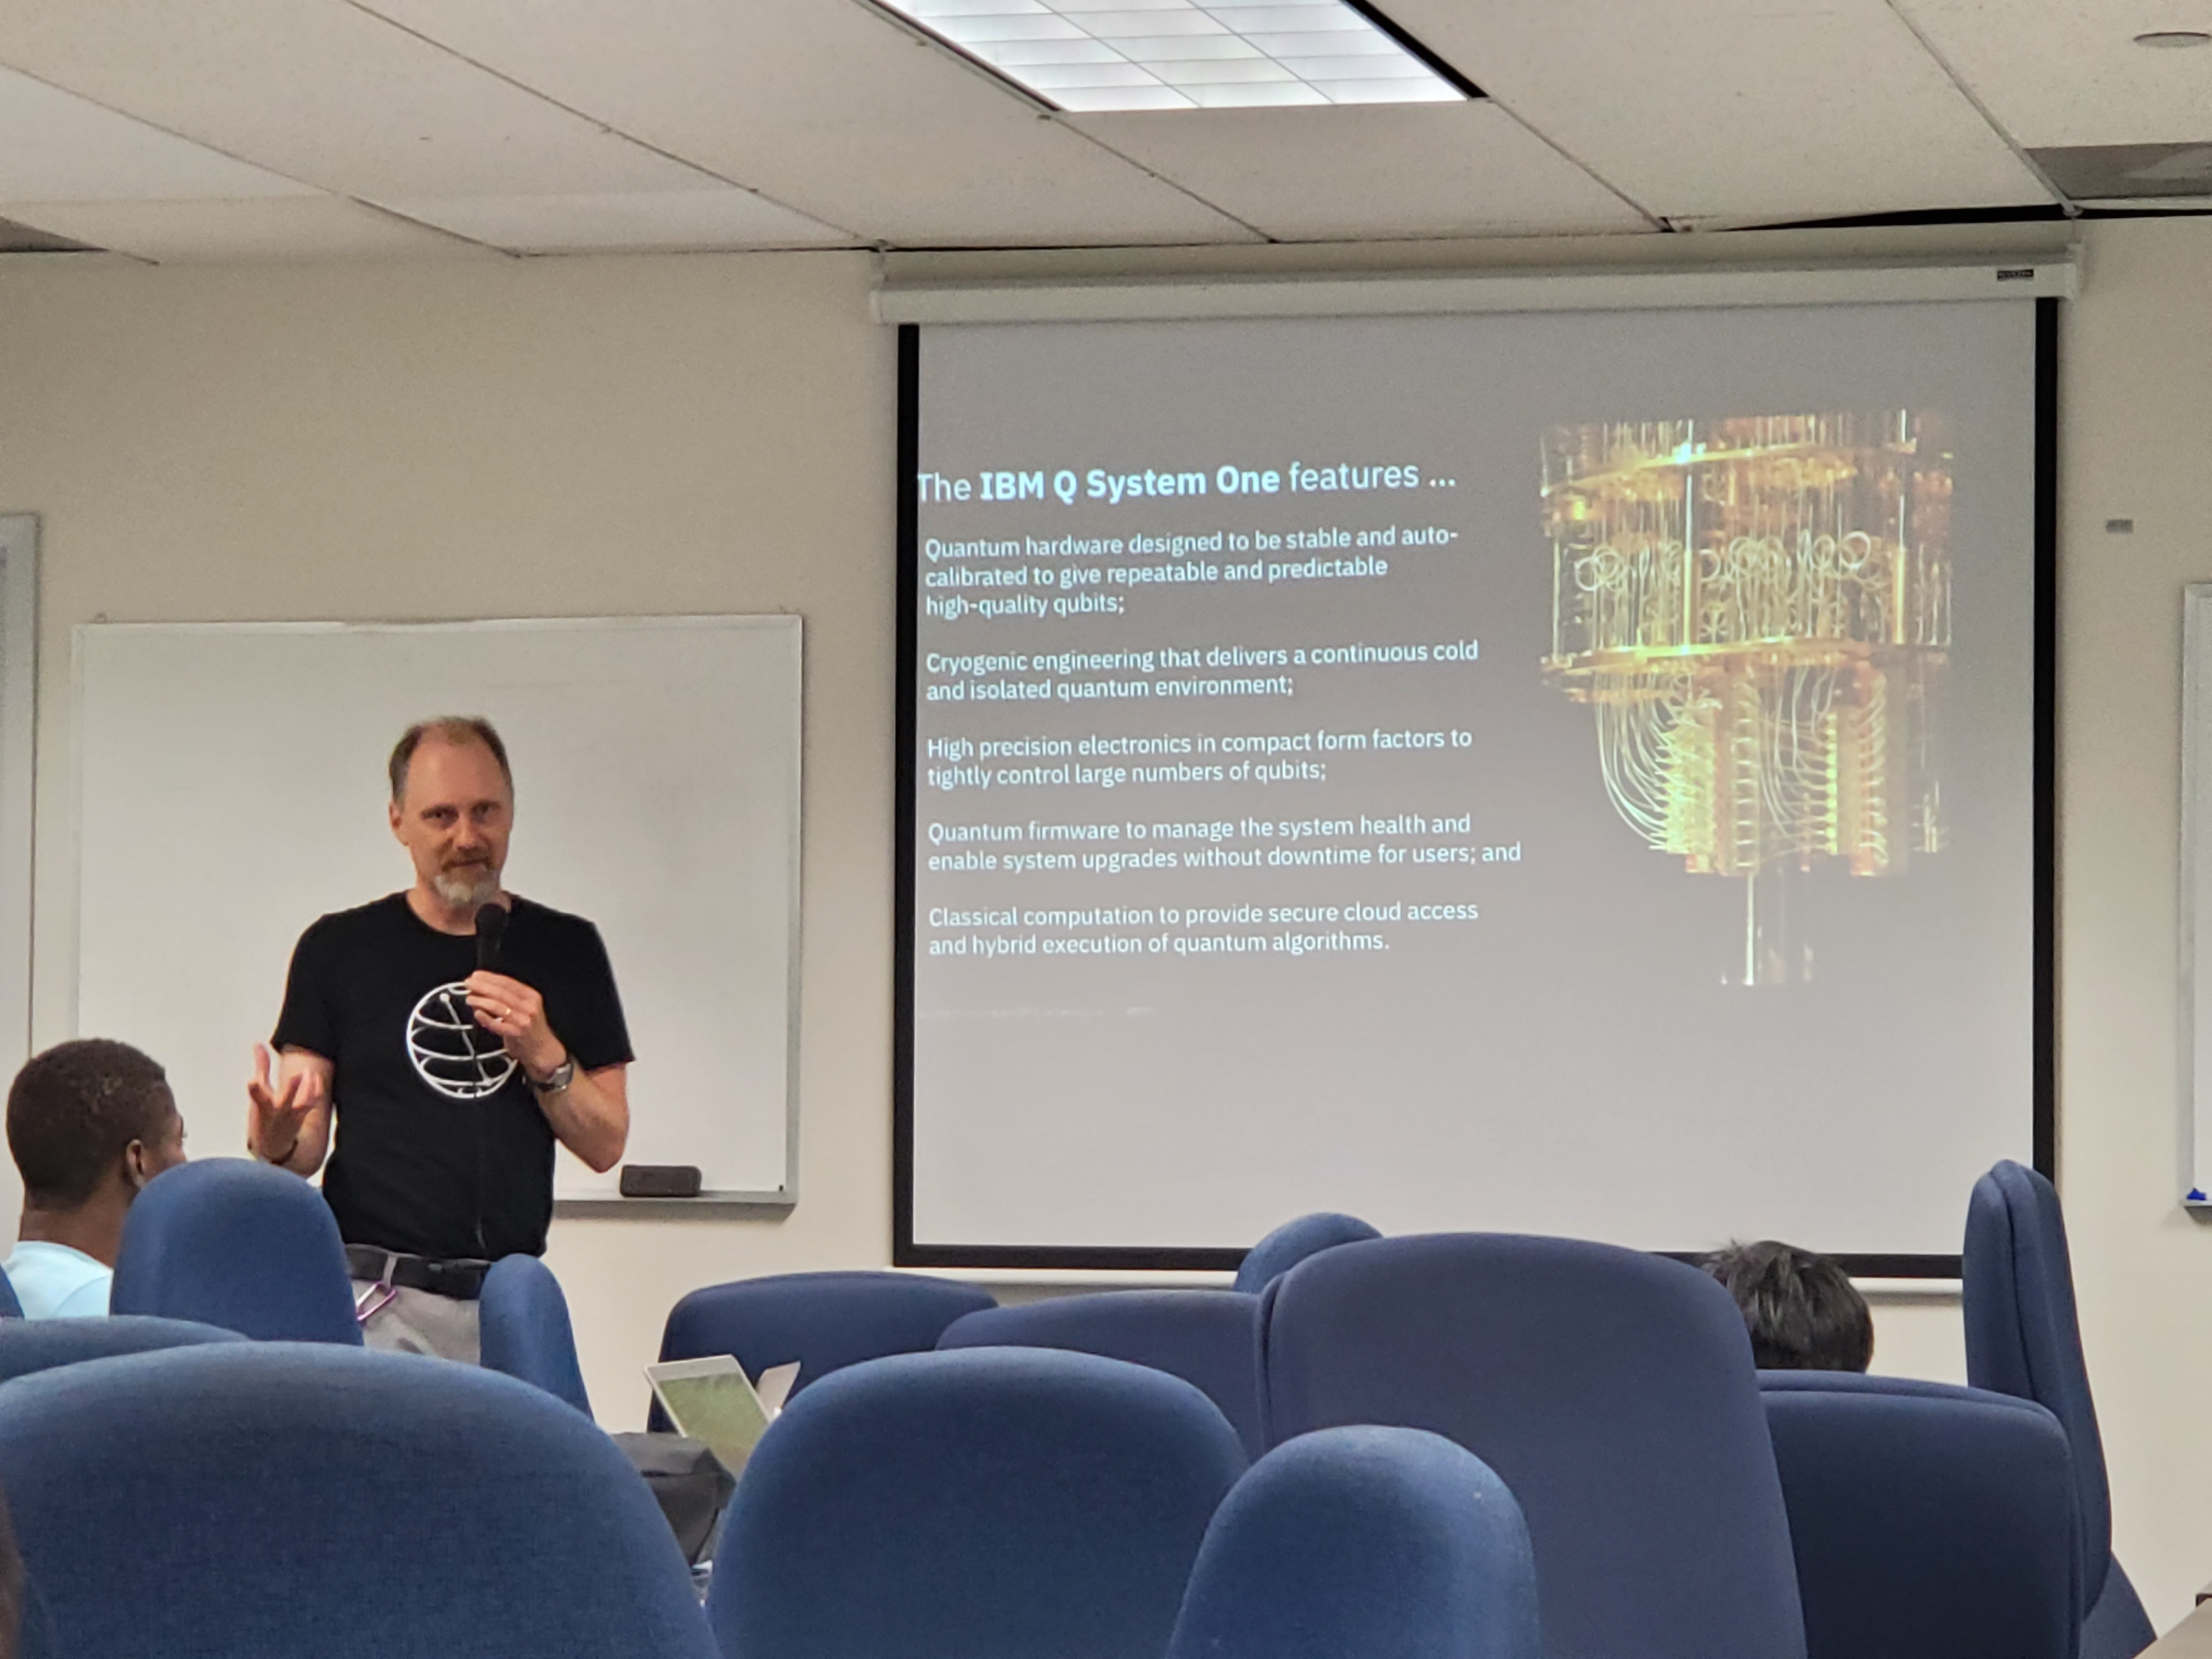 The IBM Q System One features ...
Quantum hardware designed to be stable and auto-
calibrated to give repeatable and predictable
high-quality qubits;
Cryogenic engineering that delivers a continuous cold
and isolated quantum environment;
High precision electronics in compact form factors to
tightly control large numbers of qubits;
Quantum firmware to manage the system health and
enable system upgrades without downtime for users; and
Classical computation to provide secure cloud access
and hybrid execution of quantum algorithms.